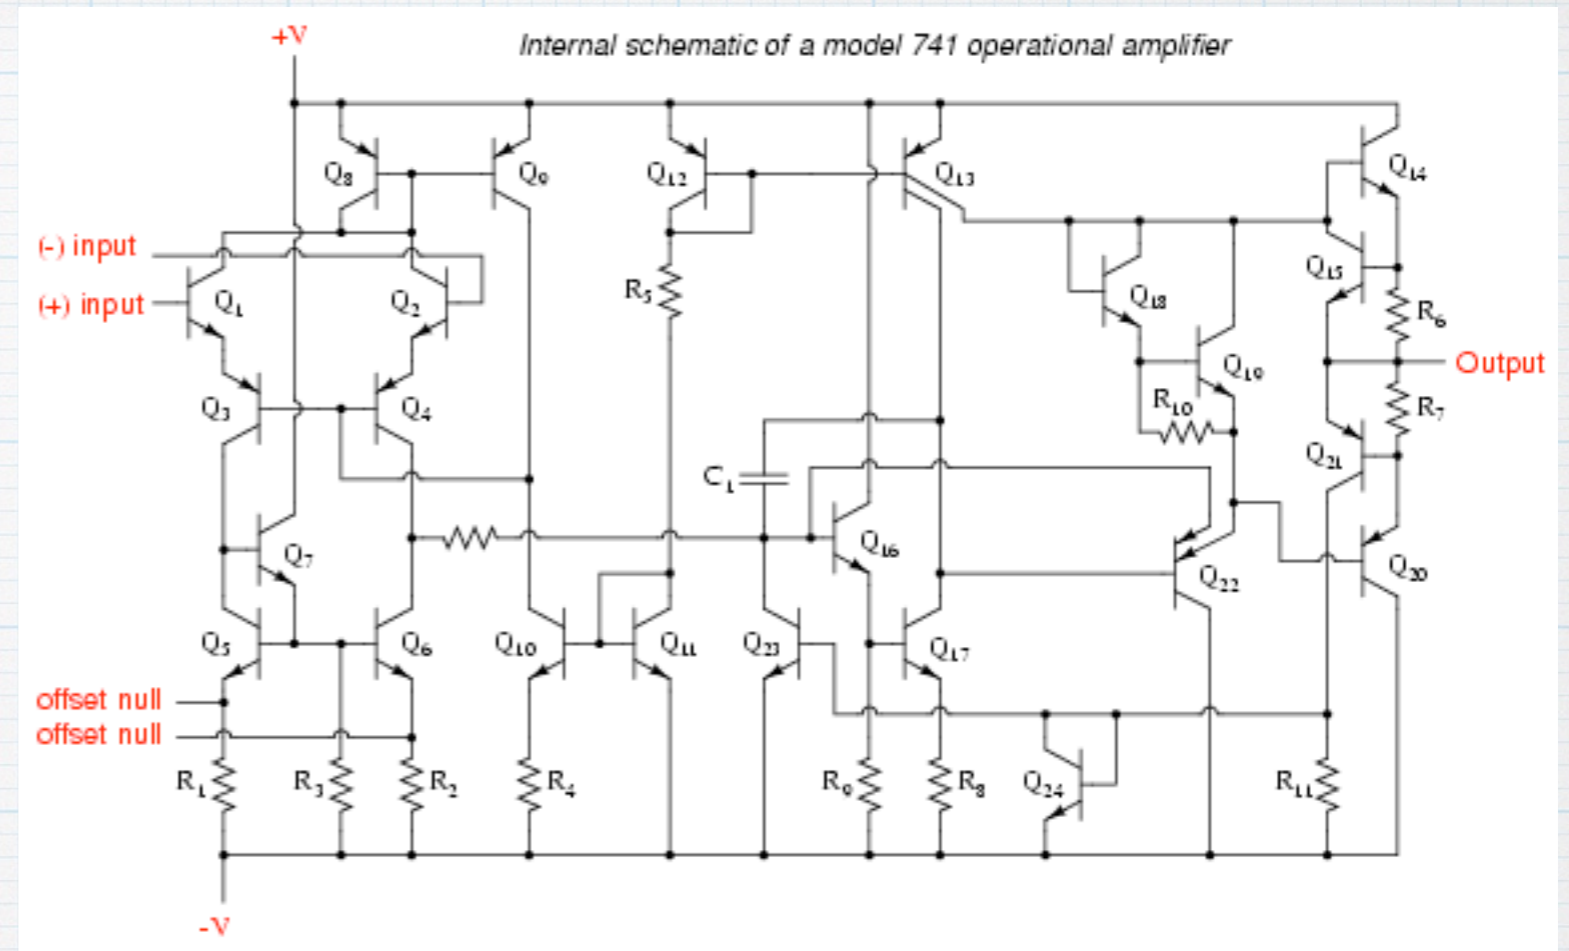 Internal schematic of a model 741 operational amplifier
+V
Q8
Q9
Q12
Q13
Q14
(-) input
(+) input
Q1
Q2
R5
Q18
Q15
R6
Output
Q19
Q3
Q4
R10
R7
Q21
C1
Q7
Q16
Q22
Q20
Q5
Q6
Q10
Q11
Q23
Q17
offset null
offset null
R1
R3
R2
R4
R9
R8
Q24
R11
-V